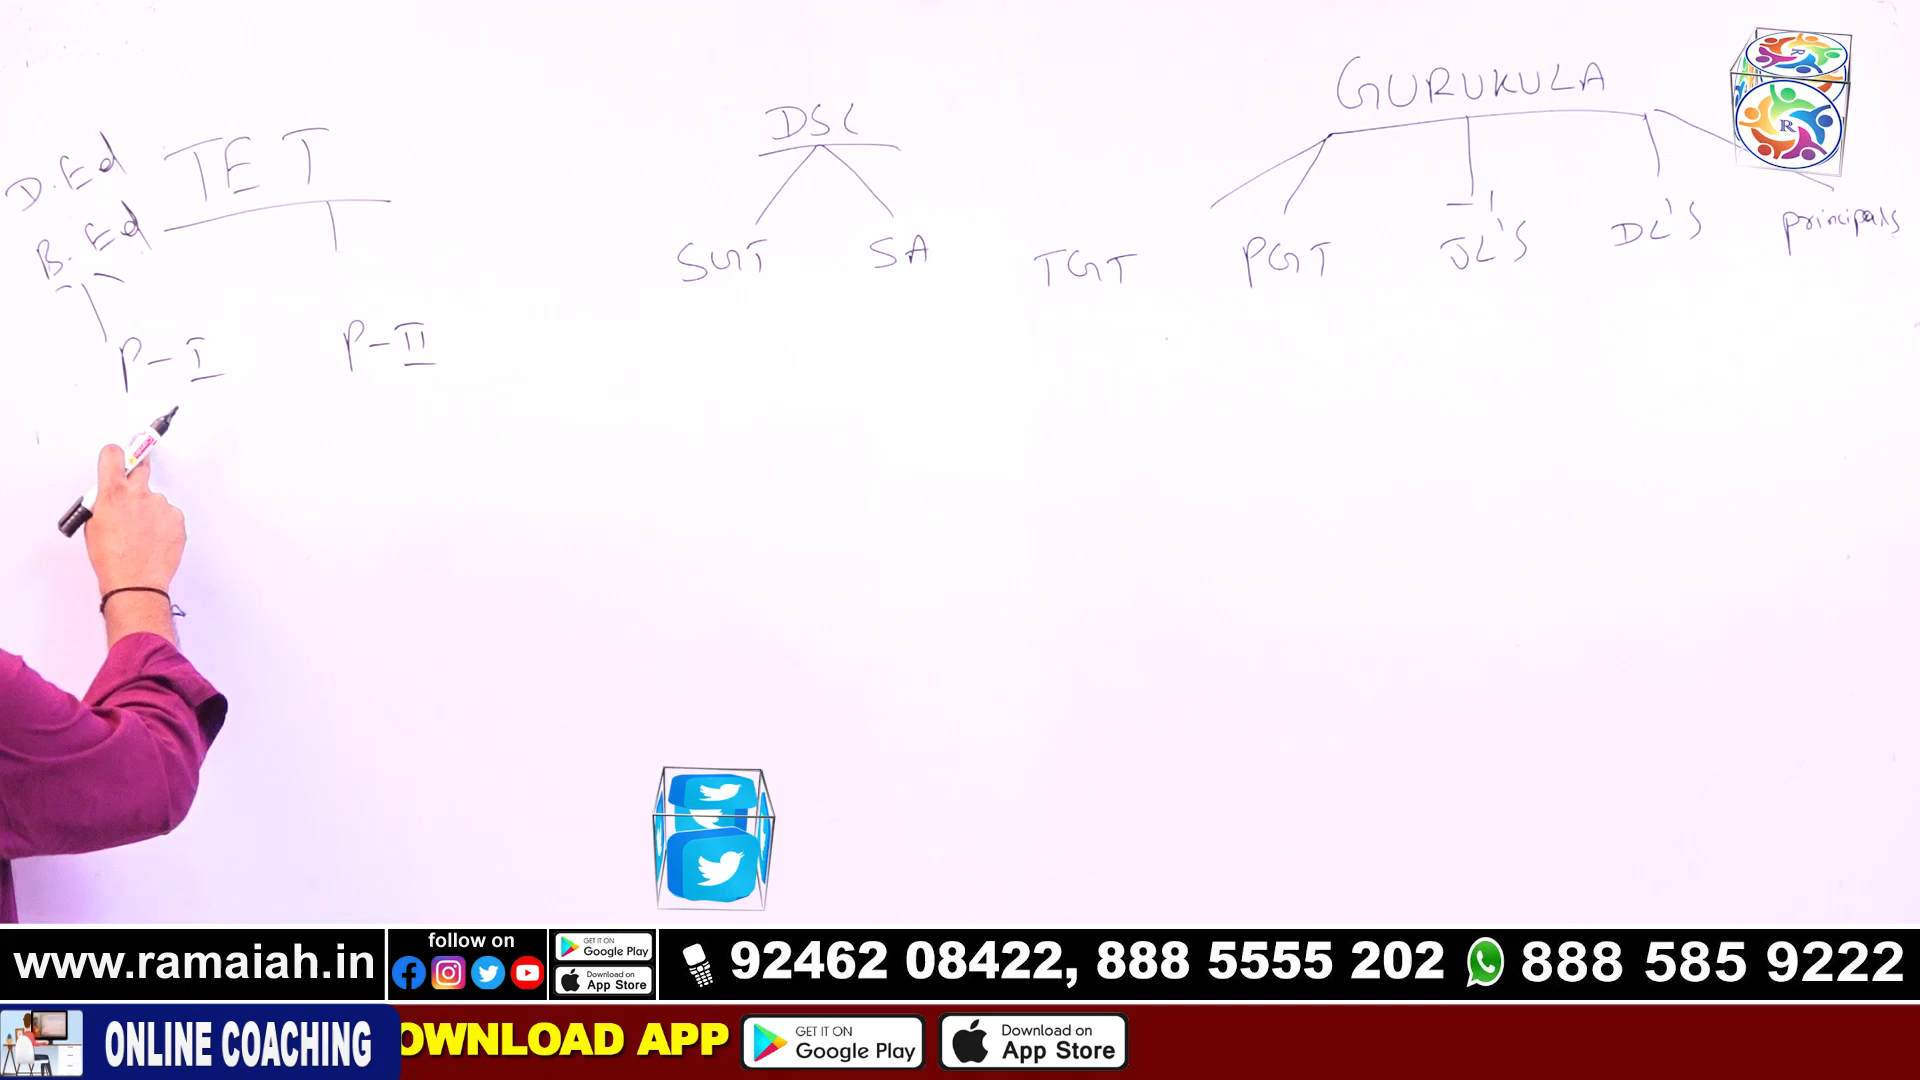 D.Ed
B.Ed
TET
P-I
P-II
DSC
SGT
SA
GURUKULA
TGT
PGT
JL'S
DL'S
principals
R
R
www.ramaiah.in
follow on
GET IT ON
Google Play
Download on
App Store
92462 08422, 888 5555 202
888 585 9222
ONLINE COACHING
OWNLOAD APP
GET IT ON
Google Play
Download on
App Store